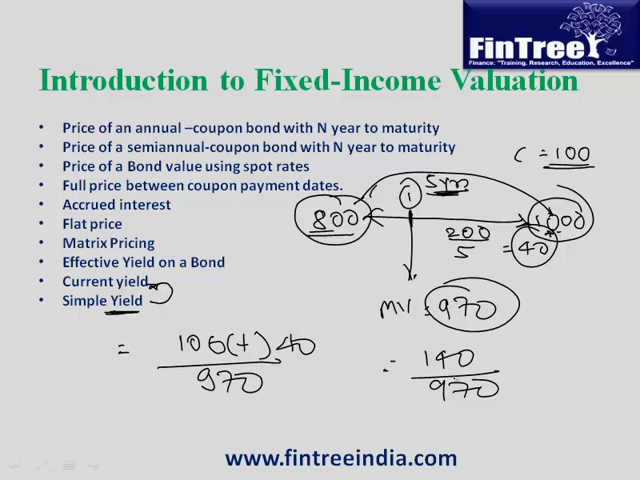 FinTree
Finance: "Training, Research, Education, Excellence"
Introduction to Fixed-Income Valuation
• Price of an annual –coupon bond with N year to maturity
• Price of a semiannual-coupon bond with N year to maturity
• Price of a Bond value using spot rates
• Full price between coupon payment dates.
• Accrued interest
• Flat price
• Matrix Pricing
• Effective Yield on a Bond
• Current yield
• Simple Yield
C = 100
1
5yrs
800
1000
200
5
= 40
MV = 970
= 100 (+) 40
970
= 140
970
www.fintreeindia.com